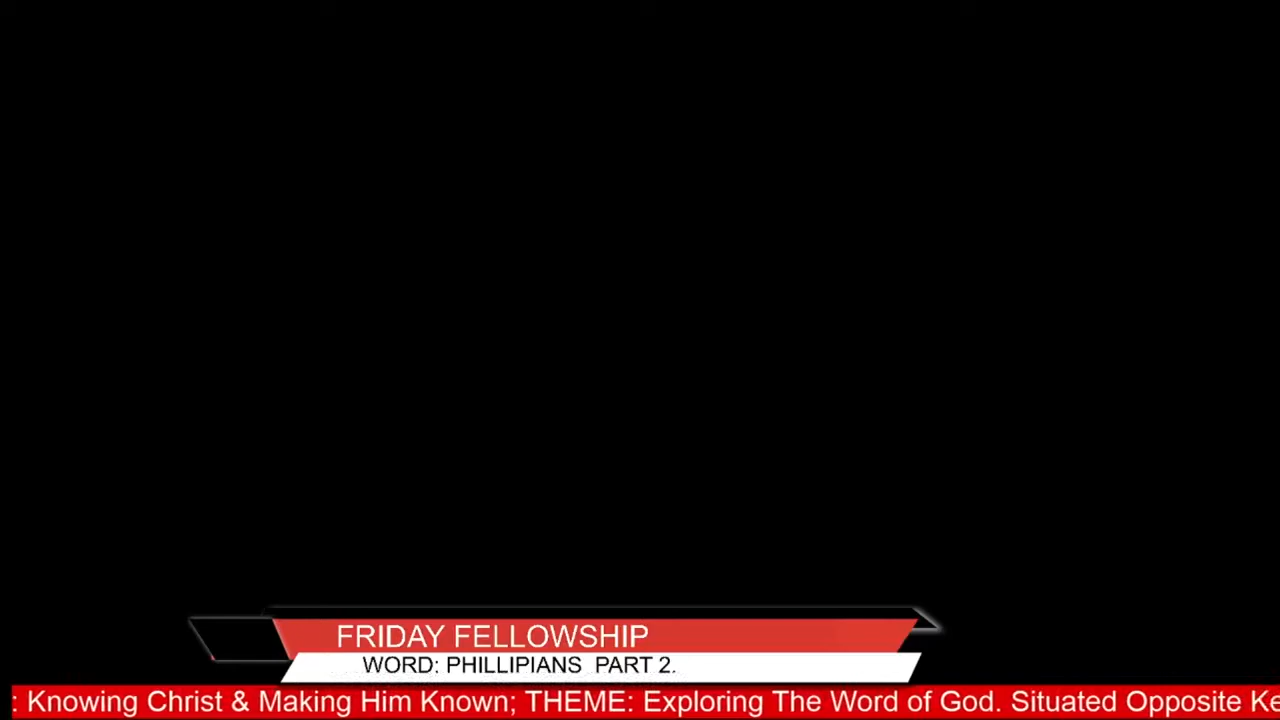 FRIDAY FELLOWSHIP
WORD: PHILLIPIANS PART 2.
: Knowing Christ & Making Him Known; THEME: Exploring The Word of God. Situated Opposite Ke